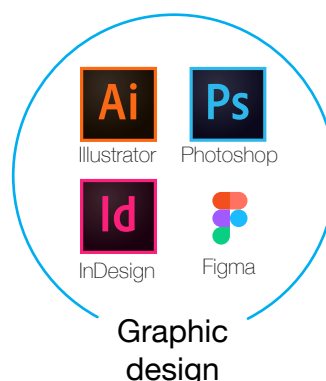 Ai Ps
Illustrator Photoshop
Id
InDesign Figma
Graphic
design